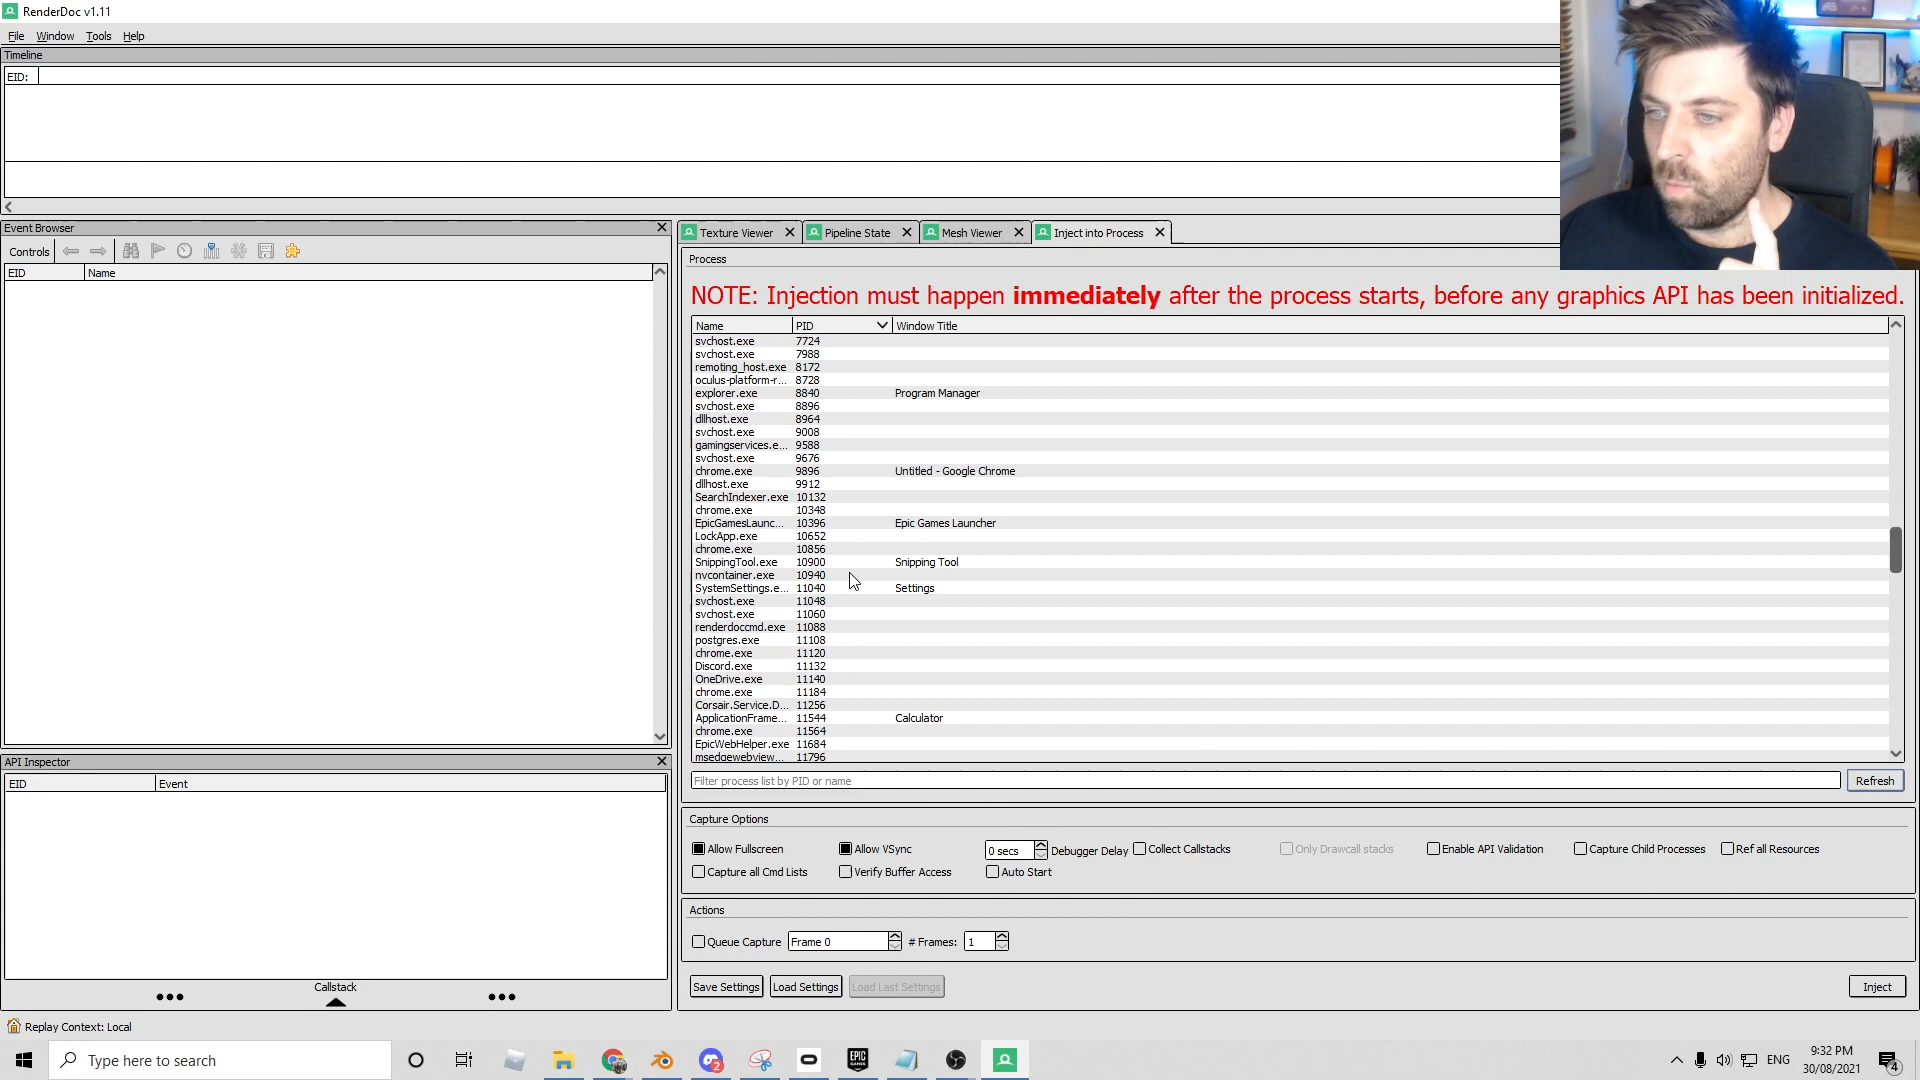 RenderDoc v1.11
File Window Tools Help
Timeline
EID:
Event Browser
Controls
EID Name
API Inspector
EID Event
Callstack
Texture Viewer
Pipeline State
Mesh Viewer
Inject into Process
Process
NOTE: Injection must happen immediately after the process starts, before any graphics API has been initialized.
Name PID Window Title
svchost.exe 7724
svchost.exe 7988
remoting_host.exe 8172
oculus-platform-r... 8728
explorer.exe 8840 Program Manager
svchost.exe 8896
dllhost.exe 8964
svchost.exe 9008
gamingservices.e... 9588
svchost.exe 9676
chrome.exe 9896 Untitled - Google Chrome
dllhost.exe 9912
SearchIndexer.exe 10132
chrome.exe 10348
EpicGamesLaunc... 10396 Epic Games Launcher
LockApp.exe 10652
chrome.exe 10856
SnippingTool.exe 10900 Snipping Tool
nvcontainer.exe 10940
SystemSettings.e... 11040 Settings
svchost.exe 11048
svchost.exe 11060
renderdoccmd.exe 11088
postgres.exe 11108
chrome.exe 11120
Discord.exe 11132
OneDrive.exe 11140
chrome.exe 11184
Corsair.Service.D... 11256
ApplicationFrame... 11544 Calculator
chrome.exe 11564
EpicWebHelper.exe 11684
msedgewebview... 11796
Filter process list by PID or name Refresh
Capture Options
Allow Fullscreen Allow VSync 0 secs Debugger Delay Collect Callstacks Only Drawcall stacks Enable API Validation Capture Child Processes Ref all Resources
Capture all Cmd Lists Verify Buffer Access Auto Start
Actions
Queue Capture Frame 0 # Frames: 1
Save Settings Load Settings Load Last Settings Inject
Replay Context: Local
Type here to search
2
EPIC
GAMES
ENG
9:32 PM
30/08/2021
4